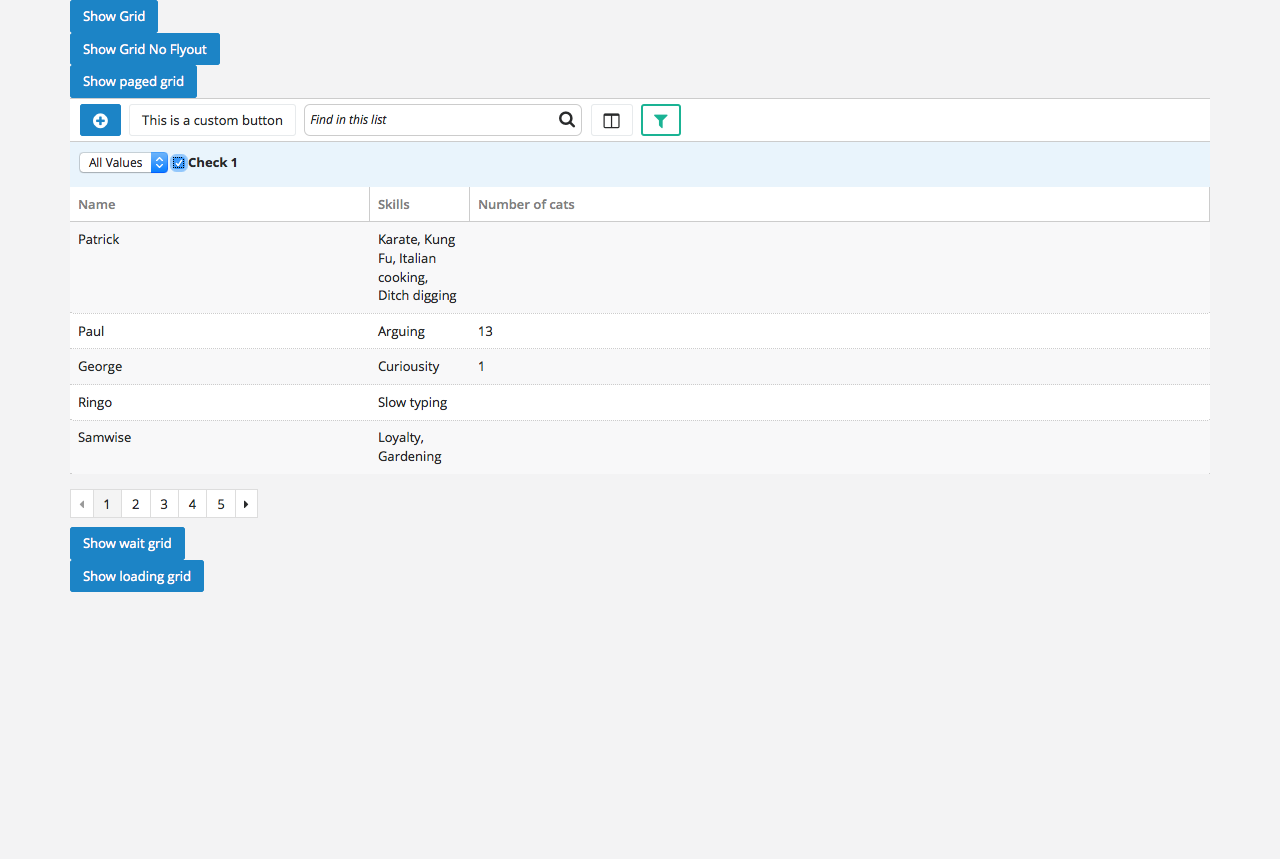 Show Grid
Show Grid No Flyout
Show paged grid
This is a custom button
Find in this list
All Values
Check 1
Name Skills Number of cats
Patrick Karate, Kung
Fu, Italian
cooking,
Ditch digging
Paul Arguing 13
George Curiousity 1
Ringo Slow typing
Samwise Loyalty,
Gardening
1 2 3 4 5
Show wait grid
Show loading grid